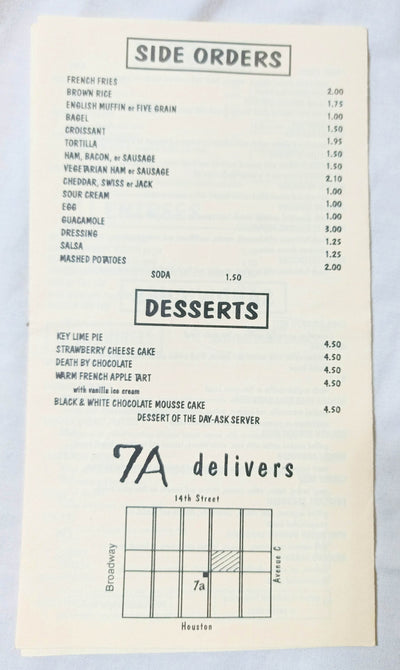 SIDE ORDERS
FRENCH FRIES 2.00
BROWN RICE 1.75
ENGLISH MUFFIN or FIVE GRAIN 1.00
BAGEL 1.50
CROISSANT 1.95
TORTILLA 1.50
HAM, BACON, or SAUSAGE 1.50
VEGETARIAN HAM or SAUSAGE 2.10
CHEDDAR, SWISS or JACK 1.00
SOUR CREAM 1.00
EGG 1.00
GUACAMOLE 3.00
DRESSING 1.25
SALSA 1.25
MASHED POTATOES 2.00
SODA 1.50
DESSERTS
KEY LIME PIE 4.50
STRAWBERRY CHEESE CAKE 4.50
DEATH BY CHOCOLATE 4.50
WARM FRENCH APPLE TART 4.50
with vanilla ice cream
BLACK & WHITE CHOCOLATE MOUSSE CAKE 4.50
DESSERT OF THE DAY-ASK SERVER
7A delivers
14th Street
Broadway
Avenue C
7a
Houston